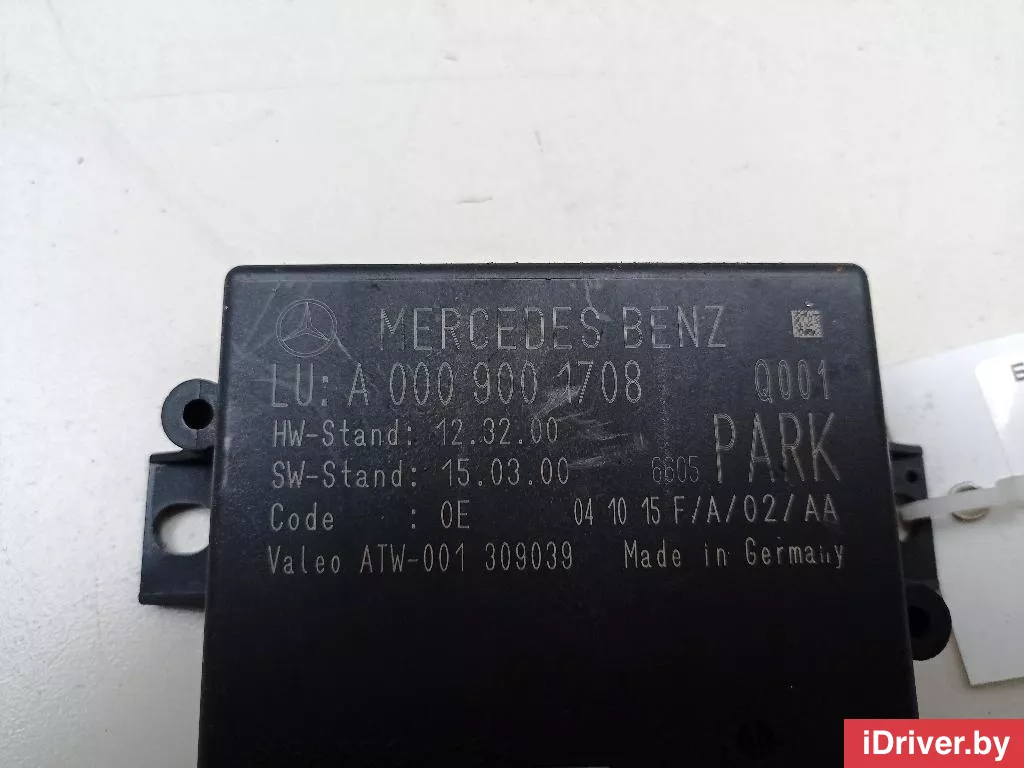 MERCEDES BENZ
LU: A 000 900 1708 Q001
HW-Stand: 12.32.00
SW-Stand: 15.03.00 6605 PARK
Code : 0E 04 10 15 F/A/02/AA
Valeo ATW-001 309039 Made in Germany
iDriver.by